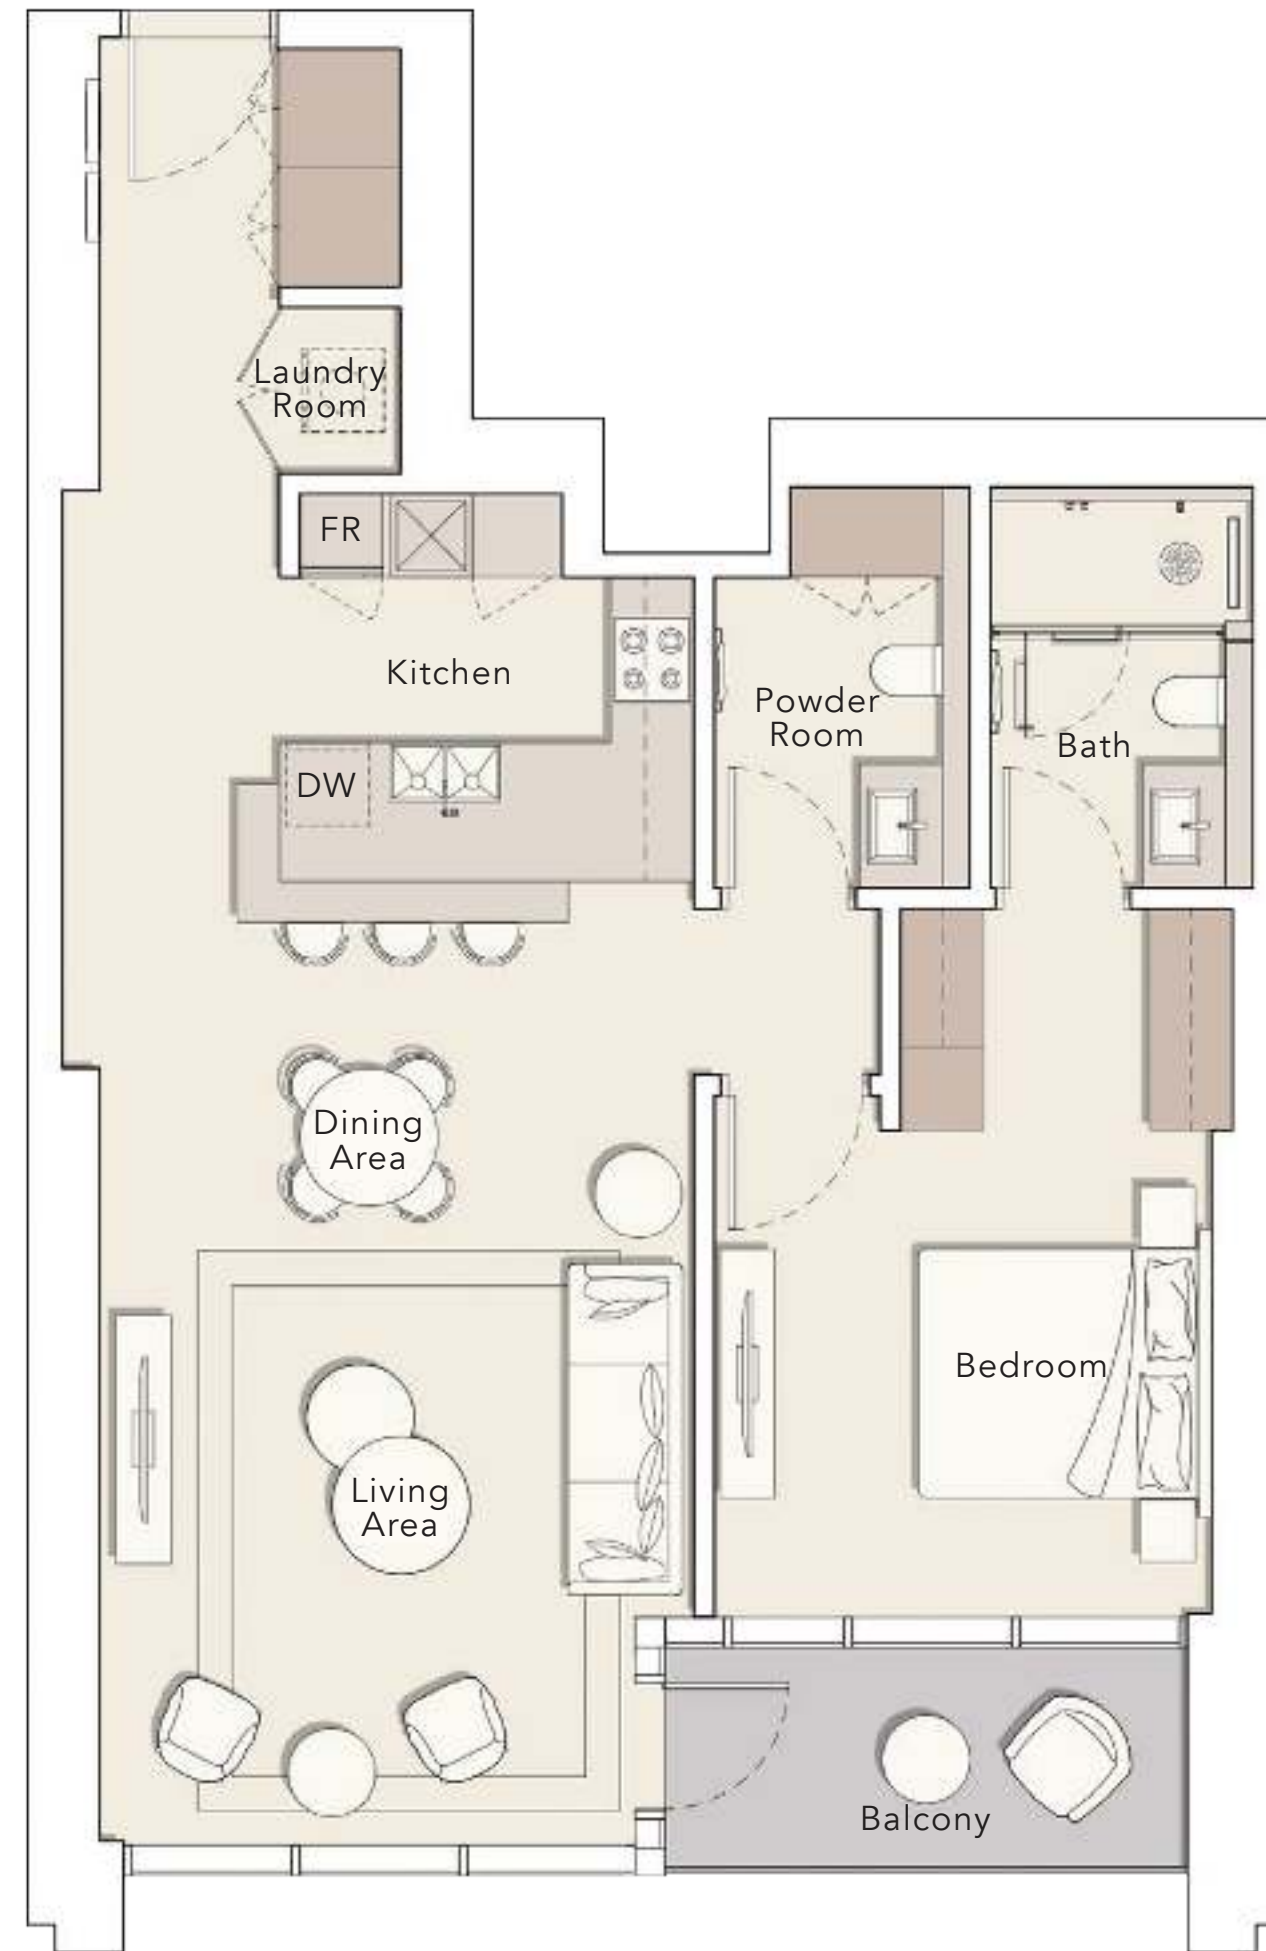 Laundry
Room
FR
Kitchen
Powder
Room
Bath
DW
Dining
Area
Bedroom
Living
Area
Balcony